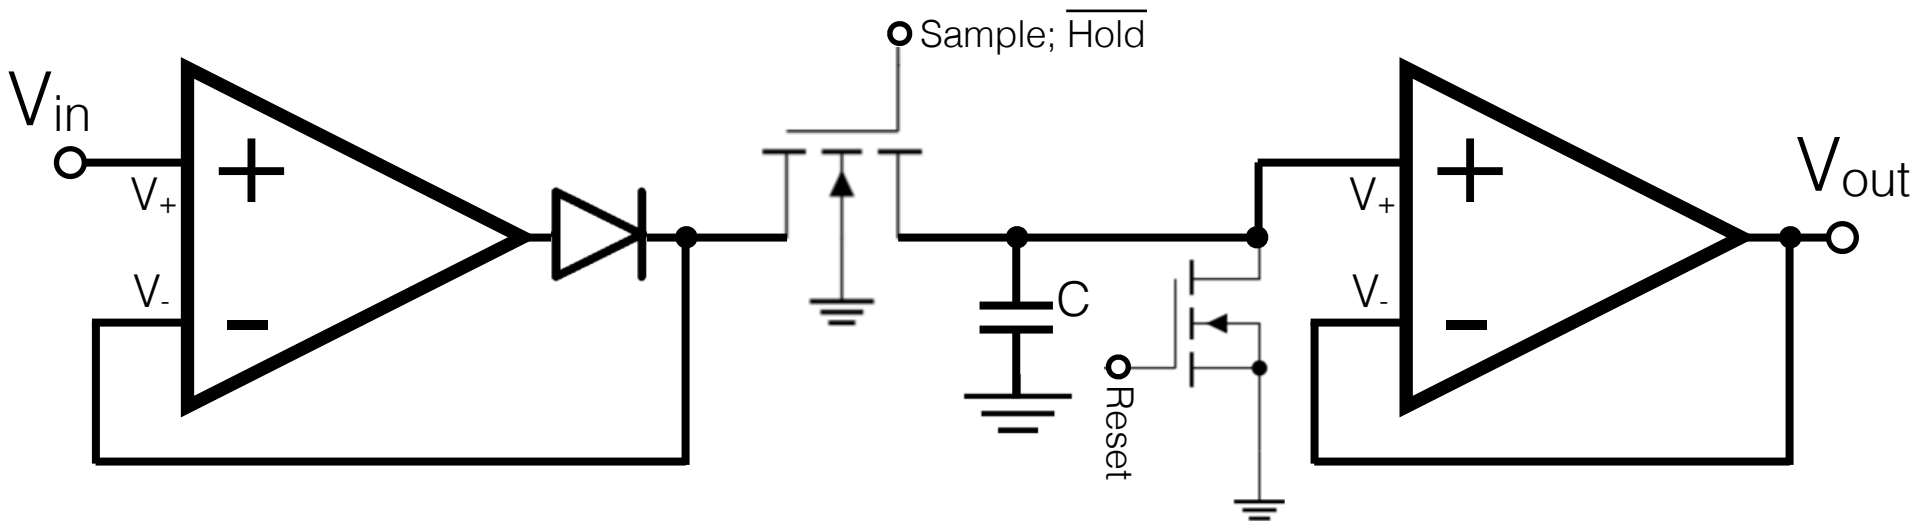 Sample; Hold
Vin
V+
V-
C
Reset
V+
V-
Vout